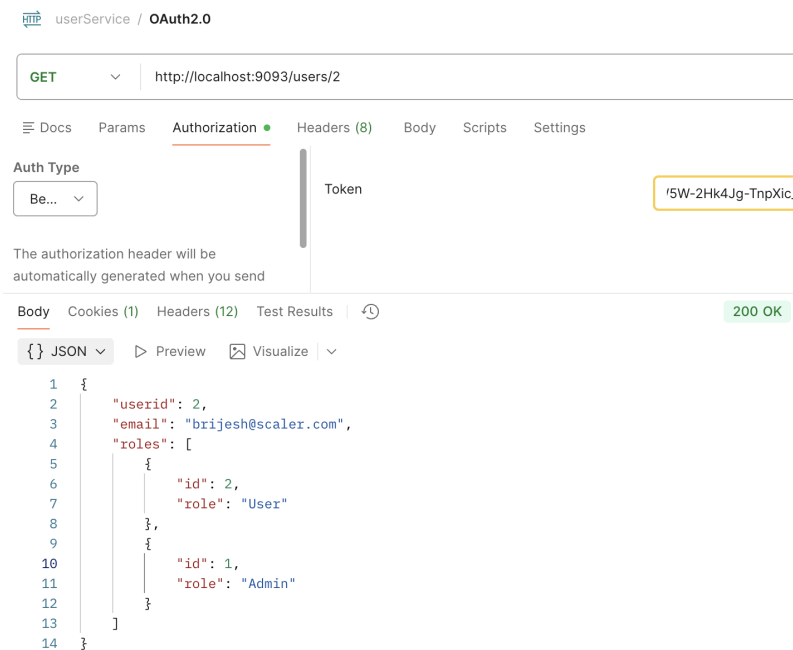 HTTP userService / OAuth2.0
GET http://localhost:9093/users/2
Docs Params Authorization Headers (8) Body Scripts Settings
Auth Type
Be...
Token
/5W-2Hk4Jg-TnpXic
The authorization header will be
automatically generated when you send
Body Cookies (1) Headers (12) Test Results 200 OK
{} JSON Preview Visualize
1 {
2 "userid": 2,
3 "email": "brijesh@scaler.com",
4 "roles": [
5 {
6 "id": 2,
7 "role": "User"
8 },
9 {
10 "id": 1,
11 "role": "Admin"
12 }
13 ]
14 }